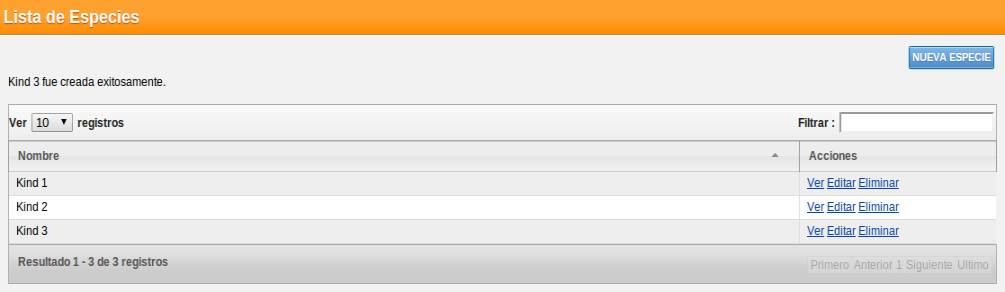 Lista de Especies
NUEVA ESPECIE
Kind 3 fue creada exitosamente.
Ver 10 registros Filtrar :
Nombre Acciones
Kind 1 Ver Editar Eliminar
Kind 2 Ver Editar Eliminar
Kind 3 Ver Editar Eliminar
Resultado 1 - 3 de 3 registros Primero Anterior 1 Siguiente Ultimo